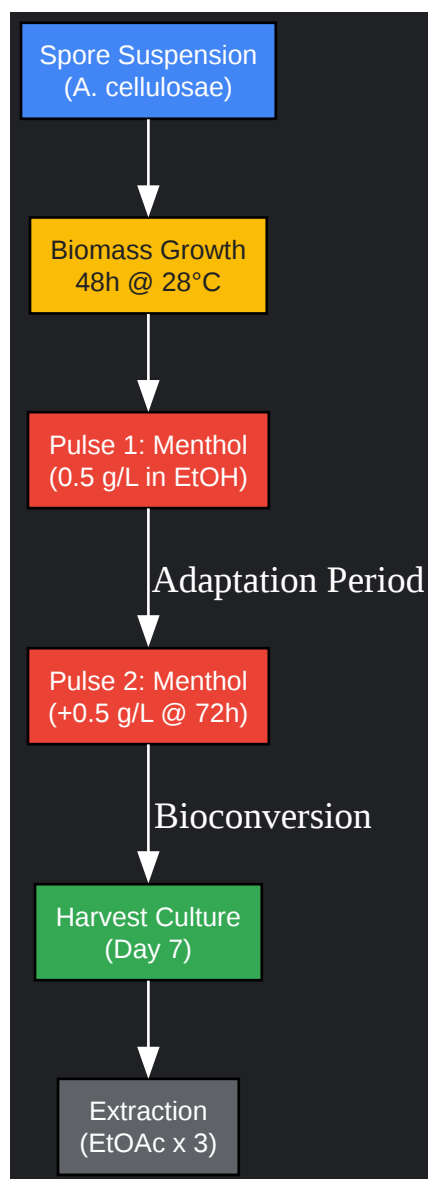 Spore Suspension
(A. cellulosae)
Biomass Growth
48h @ 28°C
Pulse 1: Menthol
(0.5 g/L in EtOH)
Adaptation Period
Pulse 2: Menthol
(+0.5 g/L @ 72h)
Bioconversion
Harvest Culture
(Day 7)
Extraction
(EtOAc x 3)